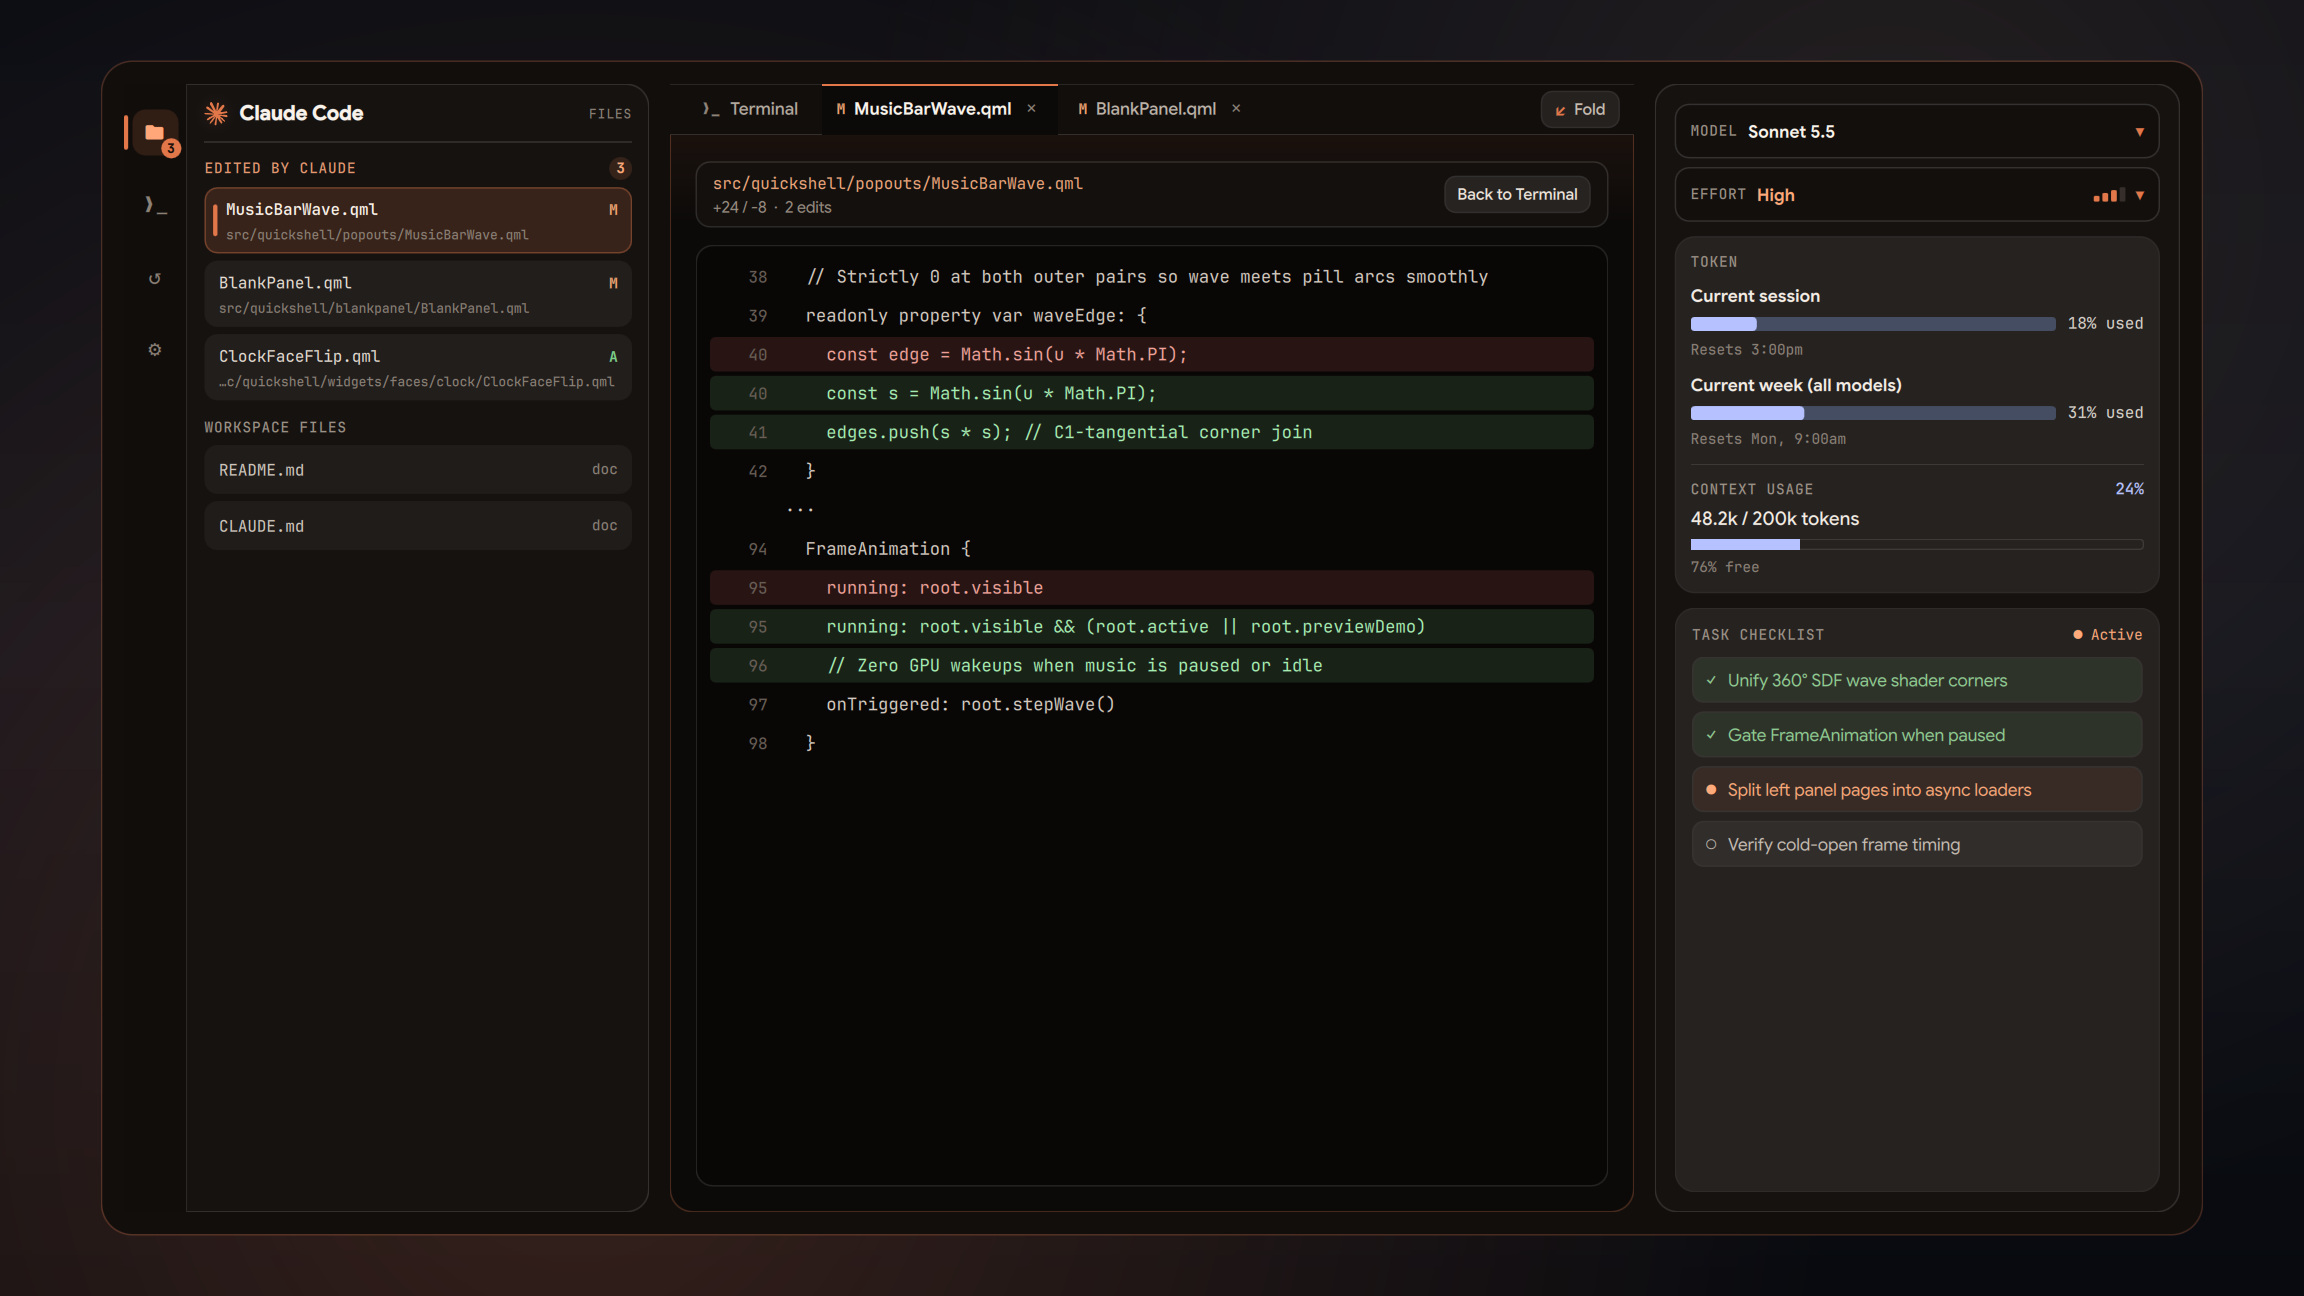 Claude Code
FILES
3
EDITED BY CLAUDE
3
MusicBarWave.qml
M
src/quickshell/popouts/MusicBarWave.qml
BlankPanel.qml
M
src/quickshell/blankpanel/BlankPanel.qml
ClockFaceFlip.qml
A
…c/quickshell/widgets/faces/clock/ClockFaceFlip.qml
WORKSPACE FILES
README.md
doc
CLAUDE.md
doc
Terminal
M MusicBarWave.qml ×
M BlankPanel.qml ×
Fold
src/quickshell/popouts/MusicBarWave.qml
+24 / -8 · 2 edits
Back to Terminal
38 // Strictly 0 at both outer pairs so wave meets pill arcs smoothly
39 readonly property var waveEdge: {
40 const edge = Math.sin(u * Math.PI);
40 const s = Math.sin(u * Math.PI);
41 edges.push(s * s); // C1-tangential corner join
42 }
...
94 FrameAnimation {
95 running: root.visible
95 running: root.visible && (root.active || root.previewDemo)
96 // Zero GPU wakeups when music is paused or idle
97 onTriggered: root.stepWave()
98 }
MODEL Sonnet 5.5
EFFORT High
TOKEN
Current session
18% used
Resets 3:00pm
Current week (all models)
31% used
Resets Mon, 9:00am
CONTEXT USAGE
24%
48.2k / 200k tokens
76% free
TASK CHECKLIST
Active
Unify 360° SDF wave shader corners
Gate FrameAnimation when paused
Split left panel pages into async loaders
Verify cold-open frame timing